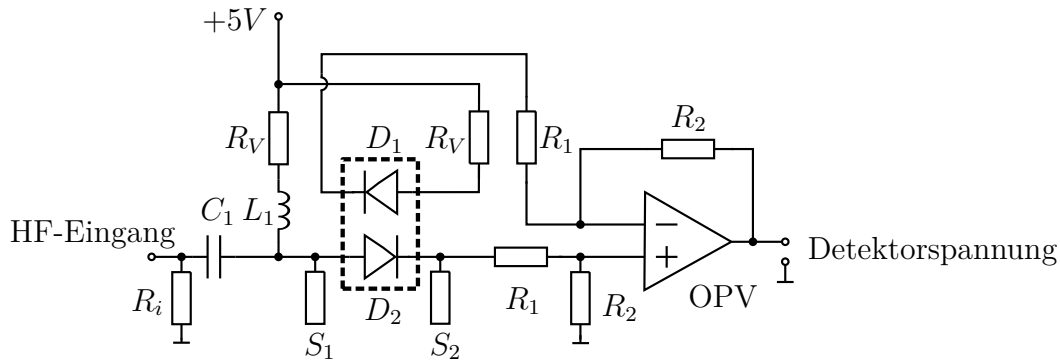 +5V
R_V
D_1
R_V
R_1
R_2
C_1
L_1
HF-Eingang
−
+
Detektorspannung
R_i
S_1
D_2
S_2
R_1
R_2
OPV